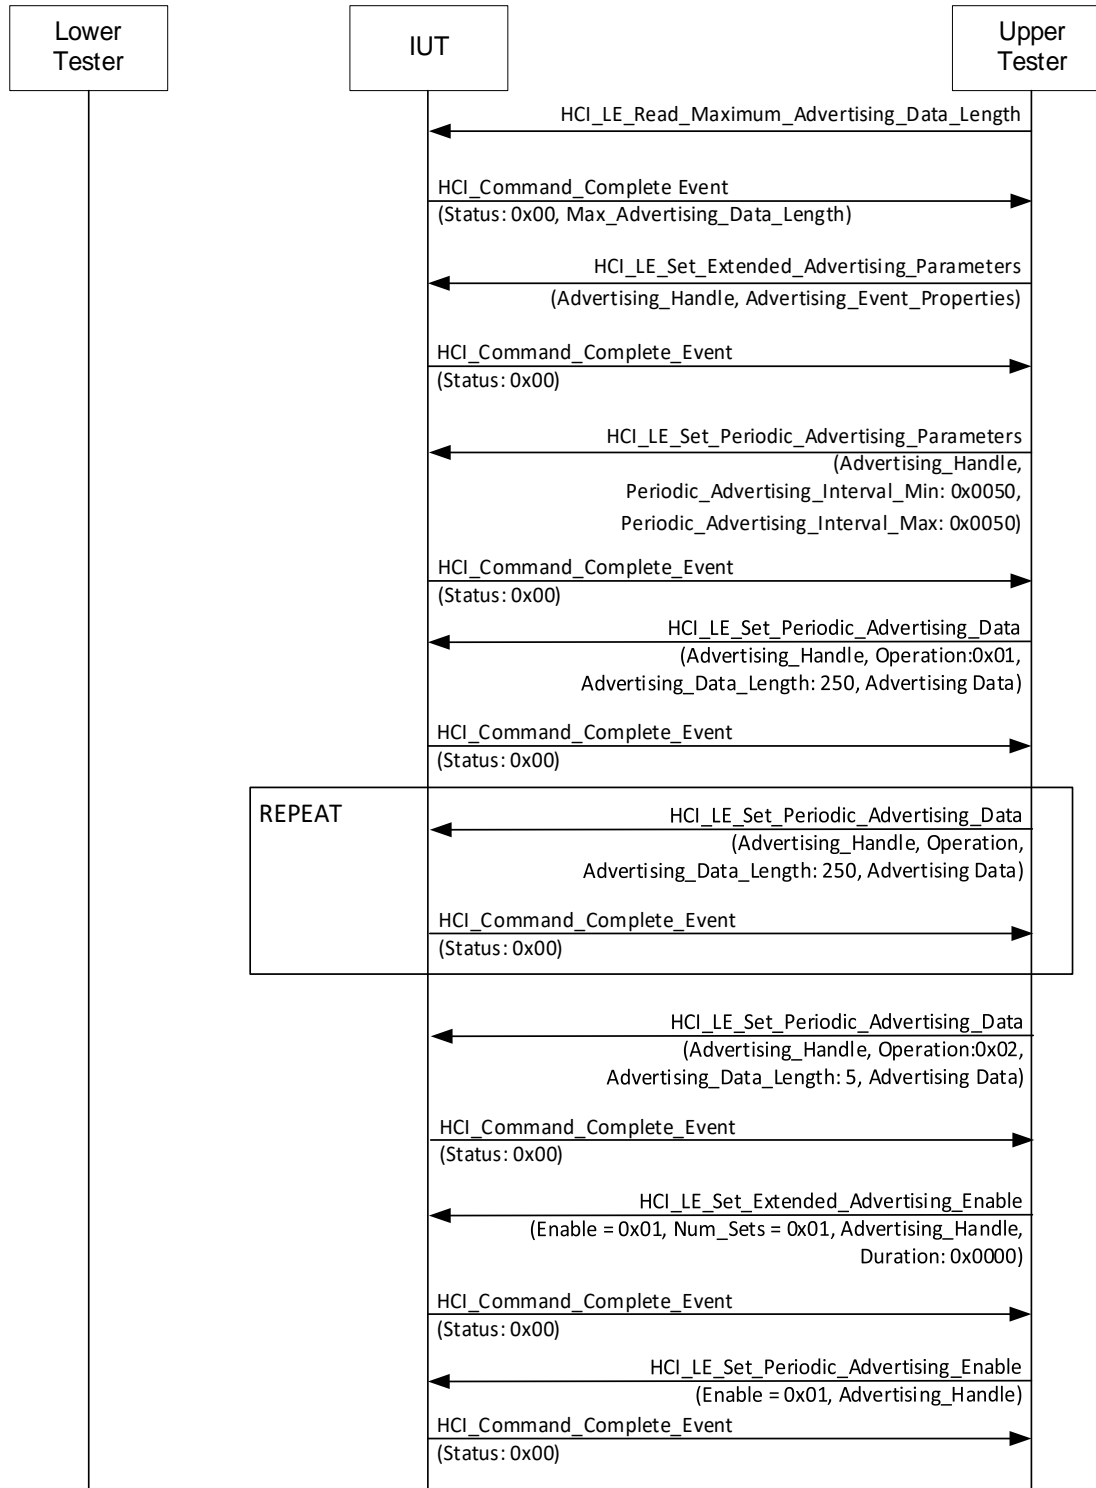 Lower
Tester
IUT
Upper
Tester
HCI_LE_Read_Maximum_Advertising_Data_Length
HCI_Command_Complete Event
(Status: 0x00, Max_Advertising_Data_Length)
HCI_LE_Set_Extended_Advertising_Parameters
(Advertising_Handle, Advertising_Event_Properties)
HCI_Command_Complete_Event
(Status: 0x00)
HCI_LE_Set_Periodic_Advertising_Parameters
(Advertising_Handle,
Periodic_Advertising_Interval_Min: 0x0050,
Periodic_Advertising_Interval_Max: 0x0050)
HCI_Command_Complete_Event
(Status: 0x00)
HCI_LE_Set_Periodic_Advertising_Data
(Advertising_Handle, Operation:0x01,
Advertising_Data_Length: 250, Advertising Data)
HCI_Command_Complete_Event
(Status: 0x00)
REPEAT
HCI_LE_Set_Periodic_Advertising_Data
(Advertising_Handle, Operation,
Advertising_Data_Length: 250, Advertising Data)
HCI_Command_Complete_Event
(Status: 0x00)
HCI_LE_Set_Periodic_Advertising_Data
(Advertising_Handle, Operation:0x02,
Advertising_Data_Length: 5, Advertising Data)
HCI_Command_Complete_Event
(Status: 0x00)
HCI_LE_Set_Extended_Advertising_Enable
(Enable = 0x01, Num_Sets = 0x01, Advertising_Handle,
Duration: 0x0000)
HCI_Command_Complete_Event
(Status: 0x00)
HCI_LE_Set_Periodic_Advertising_Enable
(Enable = 0x01, Advertising_Handle)
HCI_Command_Complete_Event
(Status: 0x00)